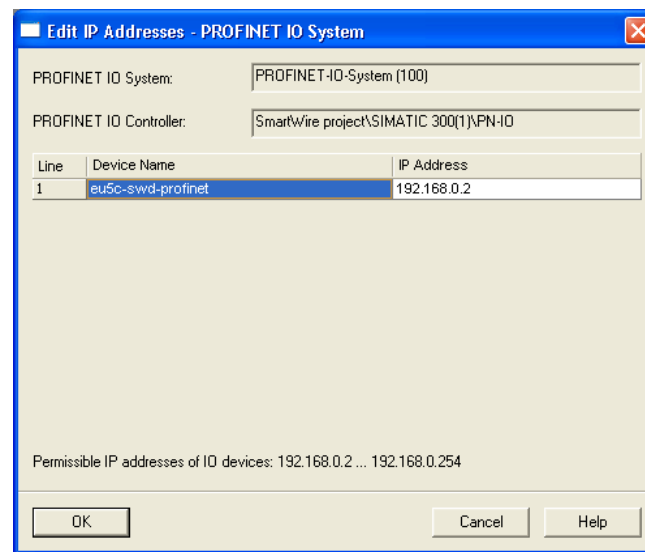 Edit IP Addresses - PROFINET IO System
PROFINET IO System: PROFINET-IO-System (100)
PROFINET IO Controller: SmartWire project\SIMATIC 300(1)\PN-IO
Line Device Name IP Address
1 eu5c-swd-profinet 192.168.0.2
Permissible IP addresses of IO devices: 192.168.0.2 ... 192.168.0.254
OK Cancel Help